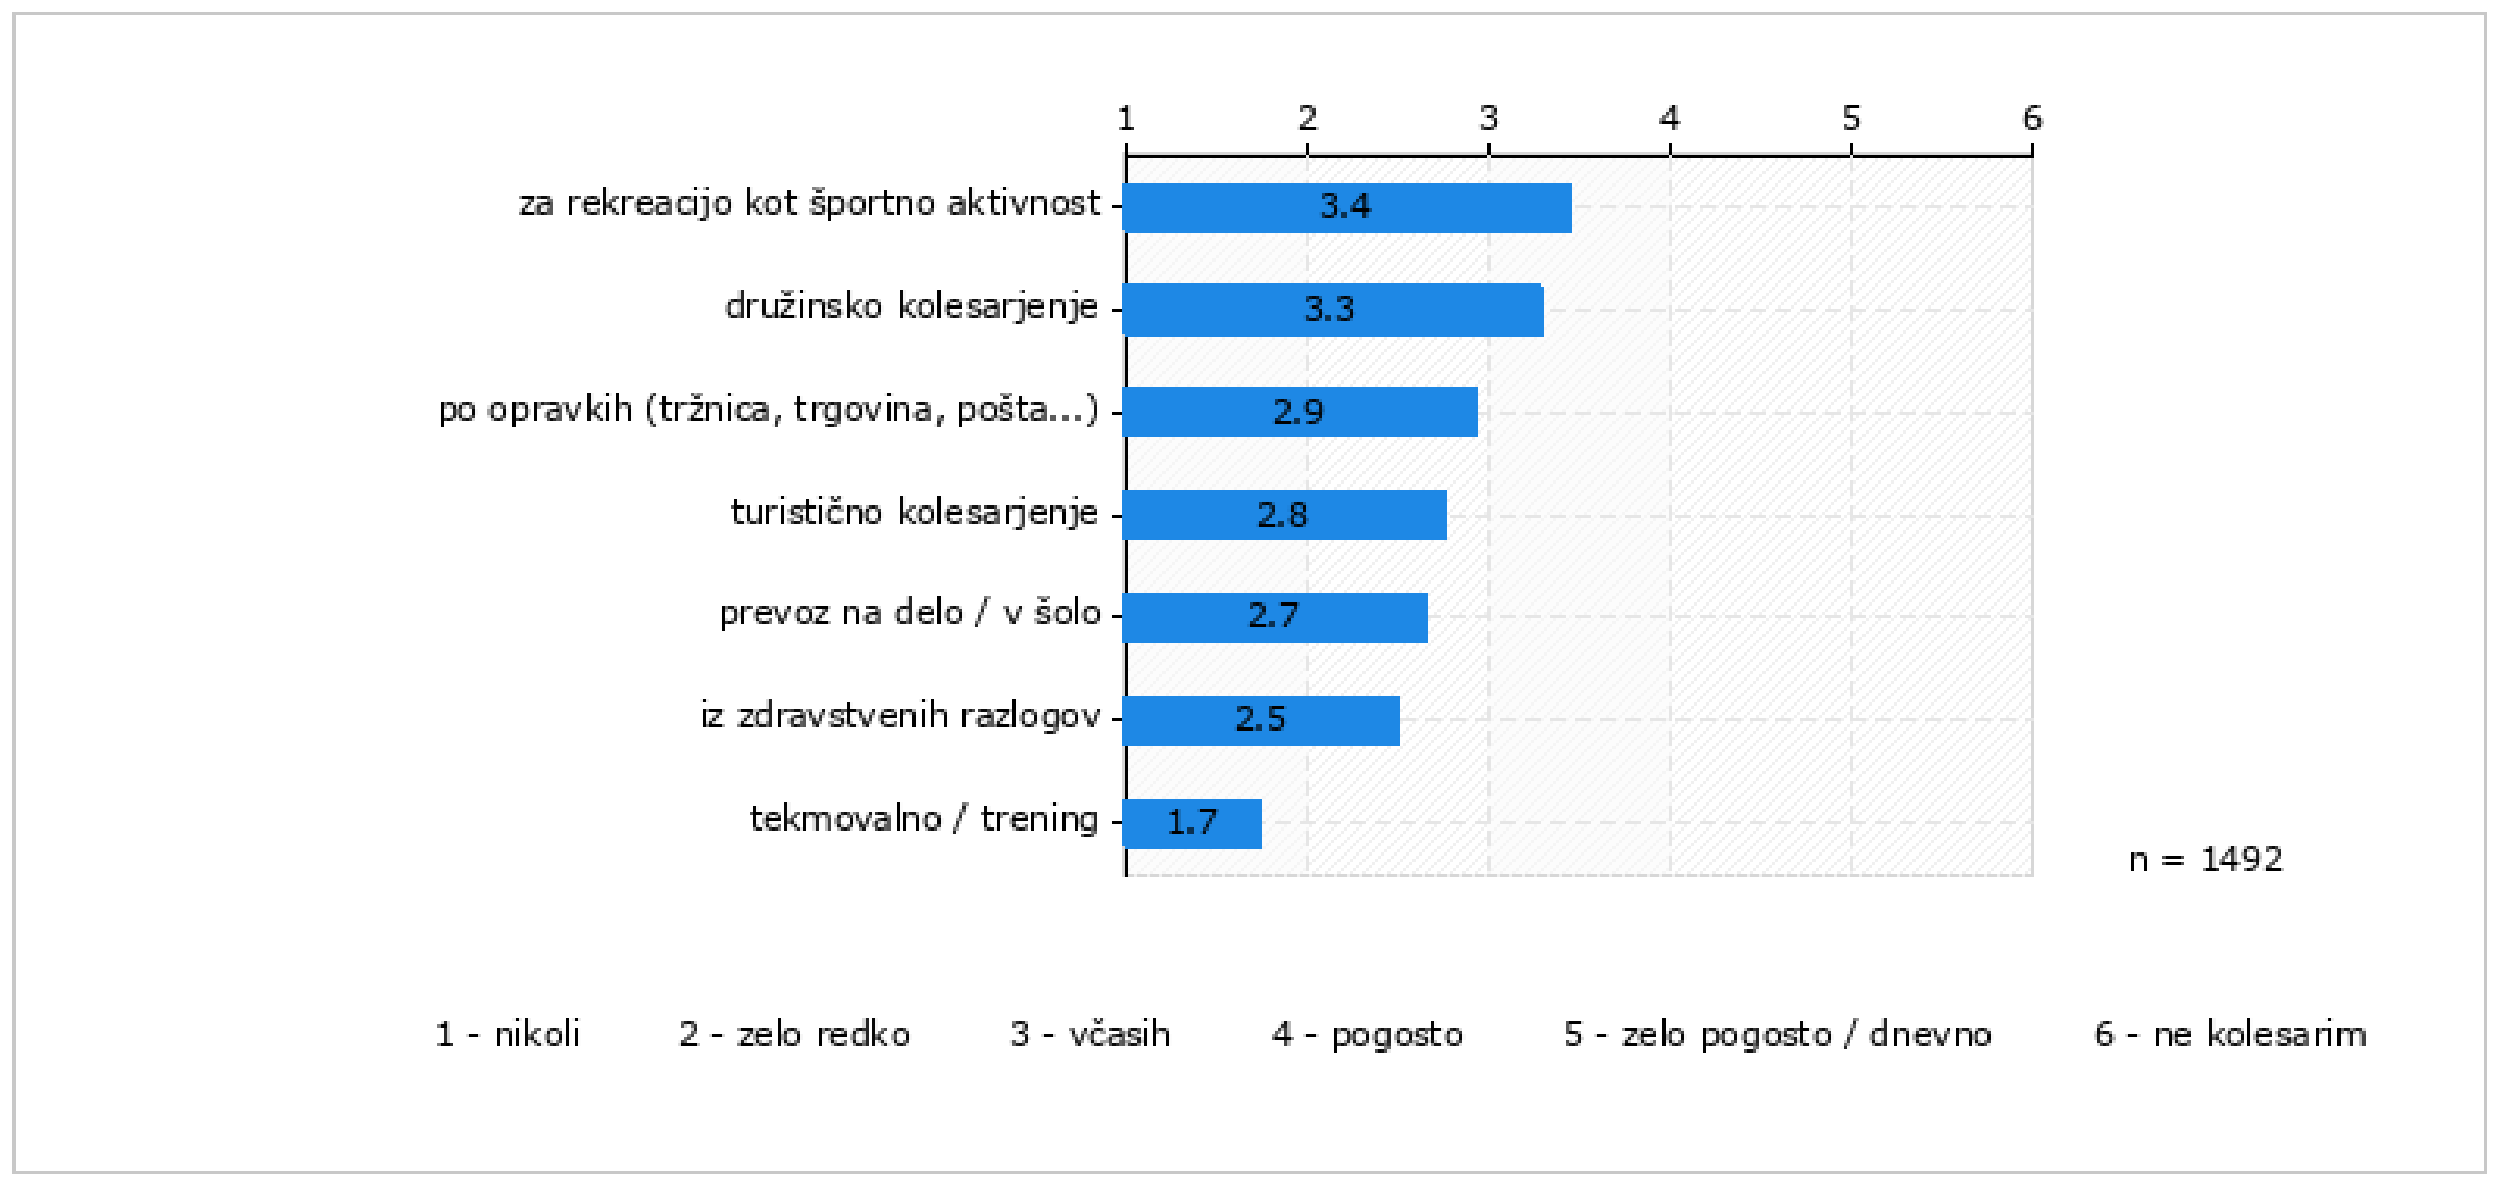 1 2 3 4 5 6
za rekreacijo kot športno aktivnost 3.4
družinsko kolesarjenje 3.3
po opravkih (tržnica, trgovina, pošta...) 2.9
turistično kolesarjenje 2.8
prevoz na delo / v šolo 2.7
iz zdravstvenih razlogov 2.5
tekmovalno / trening 1.7
n = 1492
1 - nikoli 2 - zelo redko 3 - včasih 4 - pogosto 5 - zelo pogosto / dnevno 6 - ne kolesarim